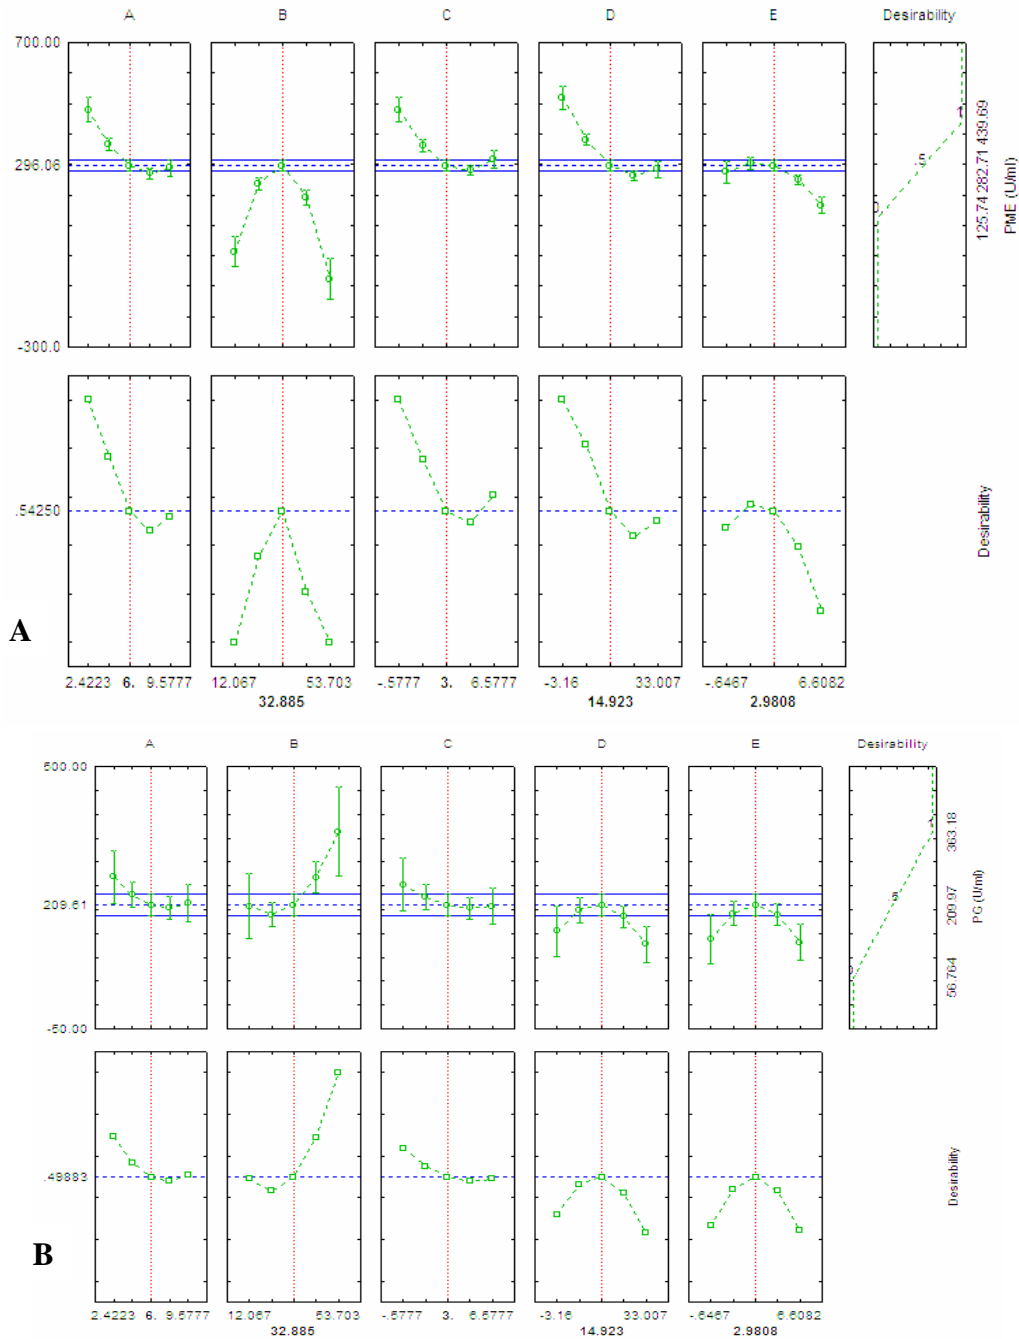 A B C D E Desirability
700.00
296.06
-300.0
1
.5
0
125.74 282.71 439.69
PME (U/ml)
.54250
Desirability
A
2.4223 6. 9.5777 12.067 53.703 -.5777 3. 6.5777 -3.16 33.007 -.6467 6.6082
32.885 14.923 2.9808
A B C D E Desirability
500.00
209.61
-50.00
.5
56.764 209.97 363.18
PG (U/ml)
.49883
Desirability
B
2.4223 6. 9.5777 12.067 53.703 -.5777 3. 6.5777 -3.16 33.007 -.6467 6.6082
32.885 14.923 2.9808